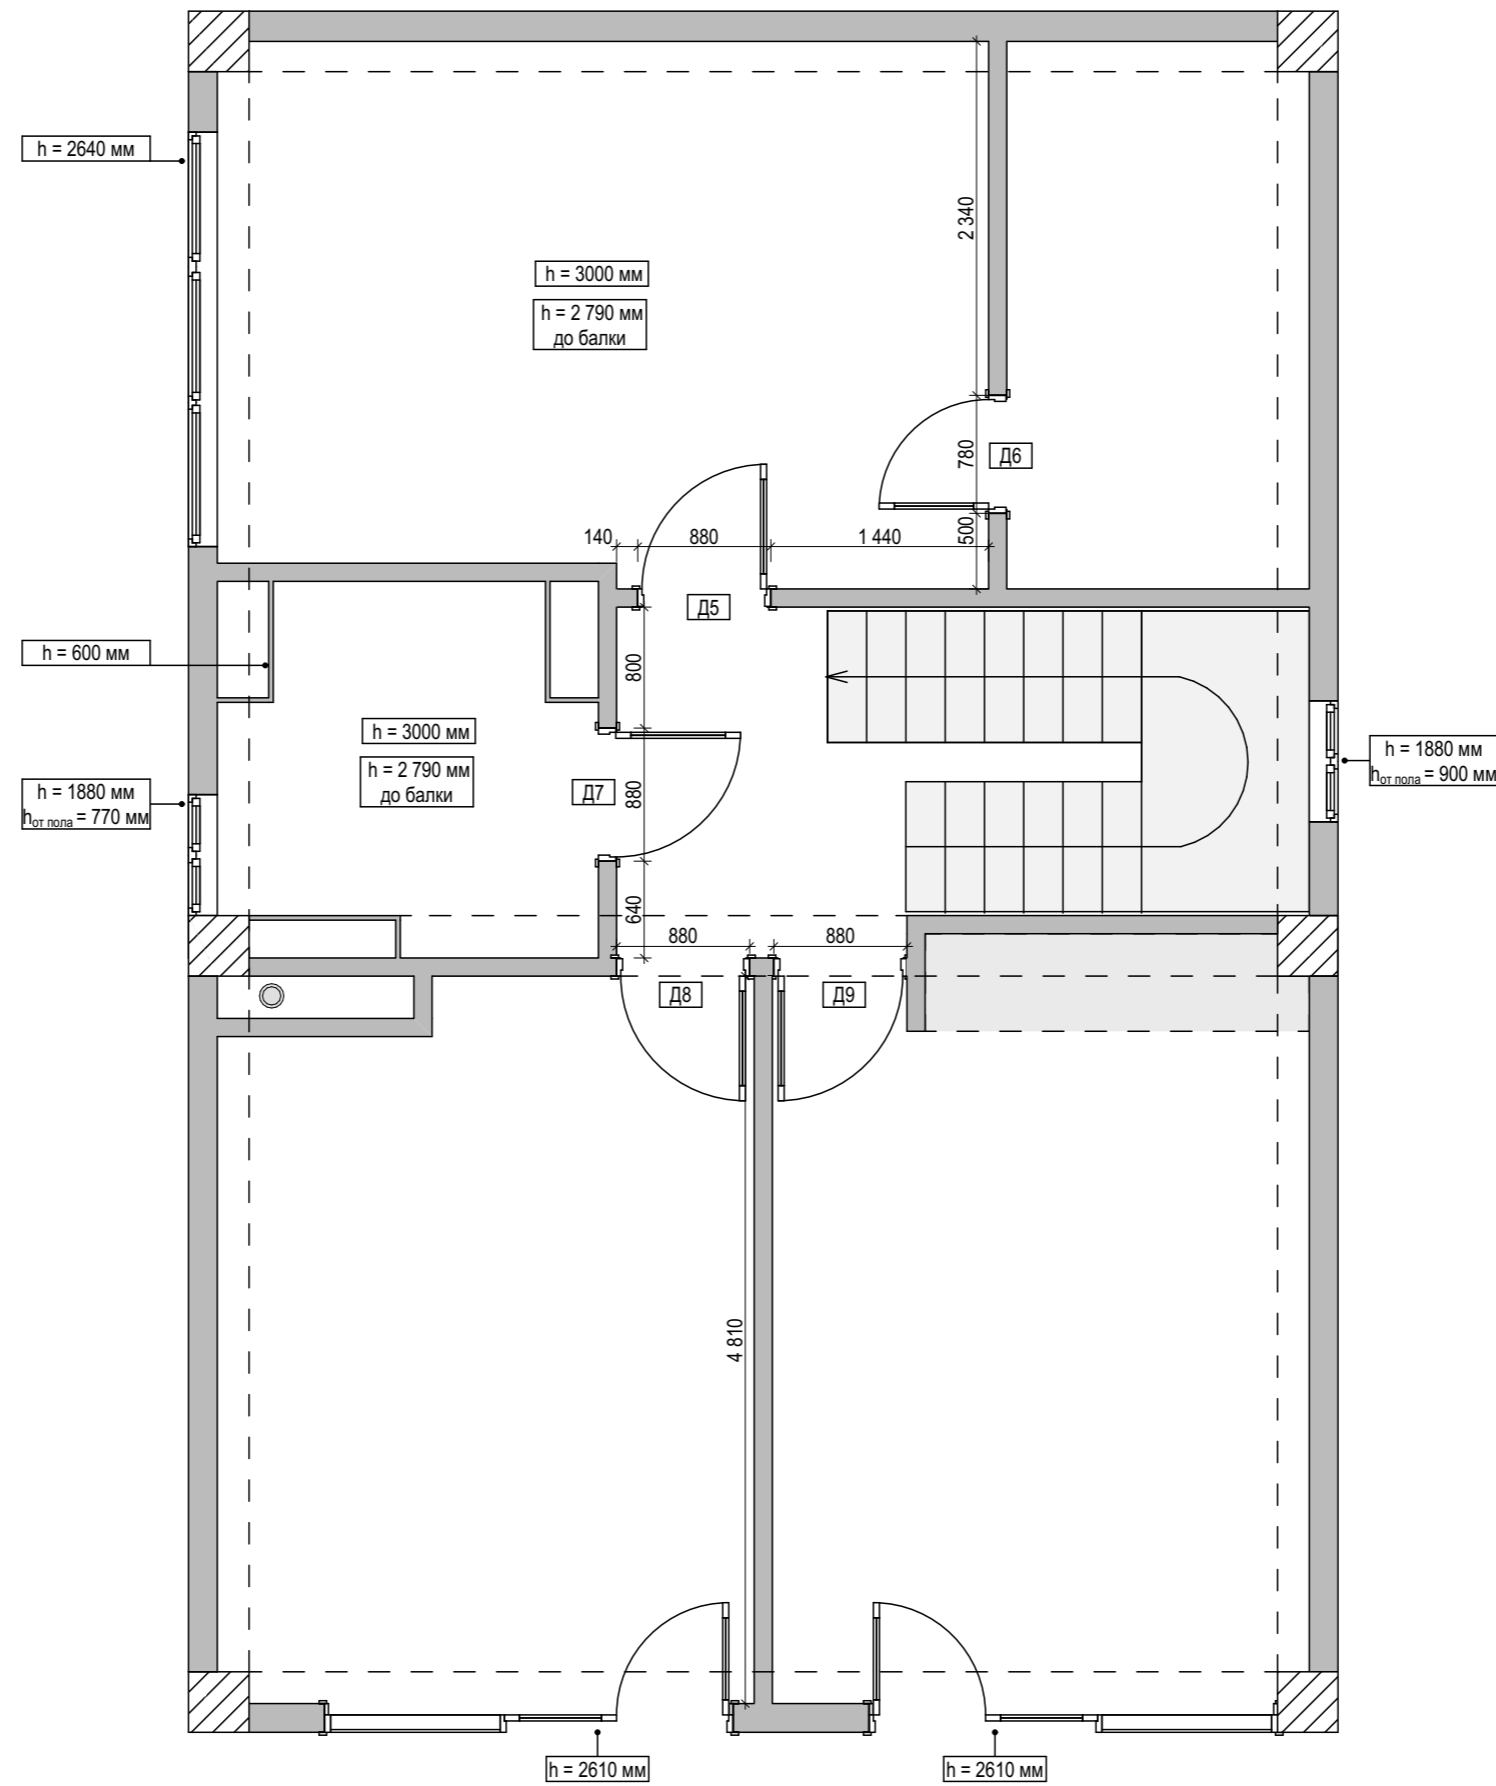 h = 2640 мм
2 340
h = 3000 мм
h = 2 790 мм
до балки
780
Д6
500
140
880
1 440
Д5
h = 600 мм
800
h = 3000 мм
h = 2 790 мм
до балки
h = 1880 мм
hот пола = 770 мм
Д7
880
h = 1880 мм
hот пола = 900 мм
640
880
880
Д8
Д9
4 810
h = 2610 мм
h = 2610 мм